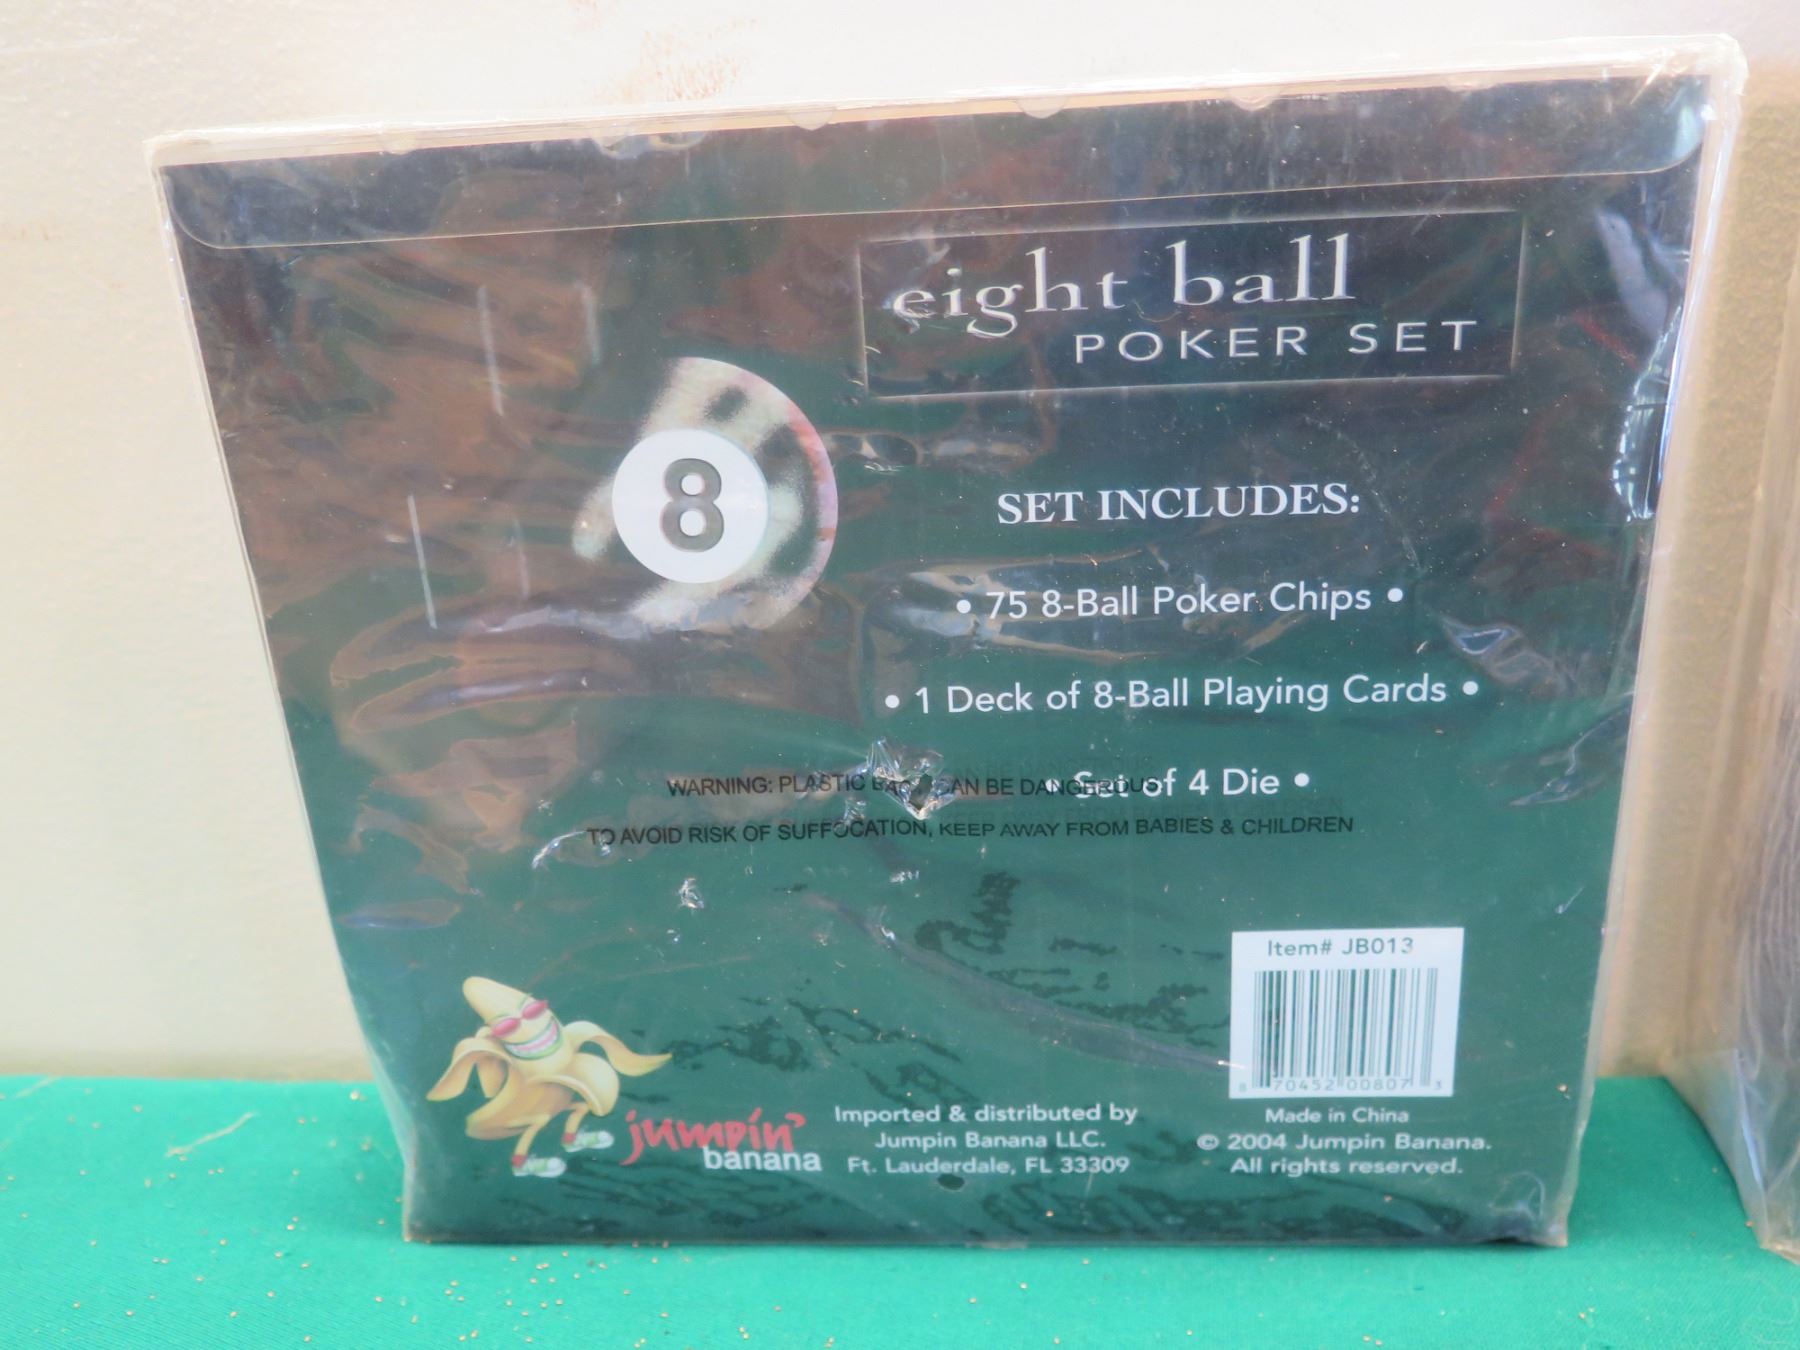 eight ball
POKER SET
8
SET INCLUDES:
• 75 8-Ball Poker Chips •
• 1 Deck of 8-Ball Playing Cards •
• Set of 4 Die •
WARNING: PLASTIC CAN BE DANGEROUS
TO AVOID RISK OF SUFFOCATION, KEEP AWAY FROM BABIES & CHILDREN
Item# JB013
8 70452 00807 3
jumpin'
banana
Imported & distributed by
Jumpin Banana LLC.
Ft. Lauderdale, FL 33309
Made in China
© 2004 Jumpin Banana.
All rights reserved.